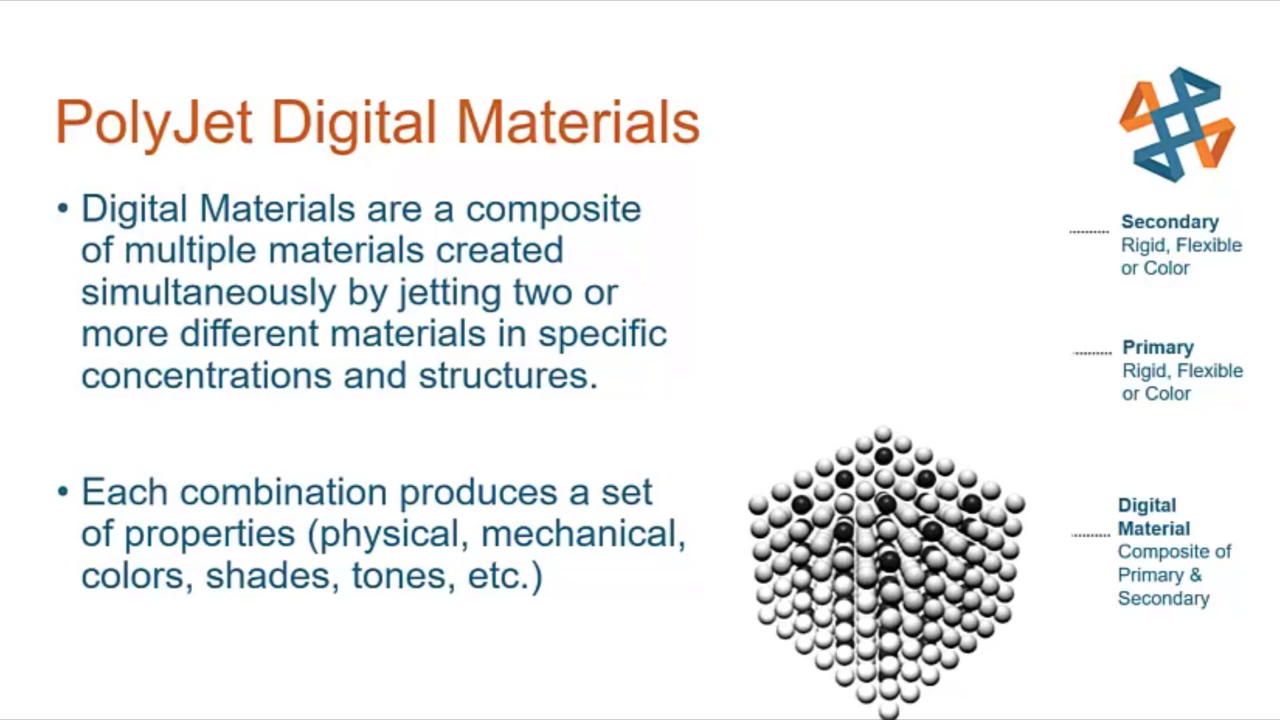 PolyJet Digital Materials
• Digital Materials are a composite
of multiple materials created
simultaneously by jetting two or
more different materials in specific
concentrations and structures.
• Each combination produces a set
of properties (physical, mechanical,
colors, shades, tones, etc.)
Secondary
Rigid, Flexible
or Color
Primary
Rigid, Flexible
or Color
Digital
Material
Composite of
Primary &
Secondary